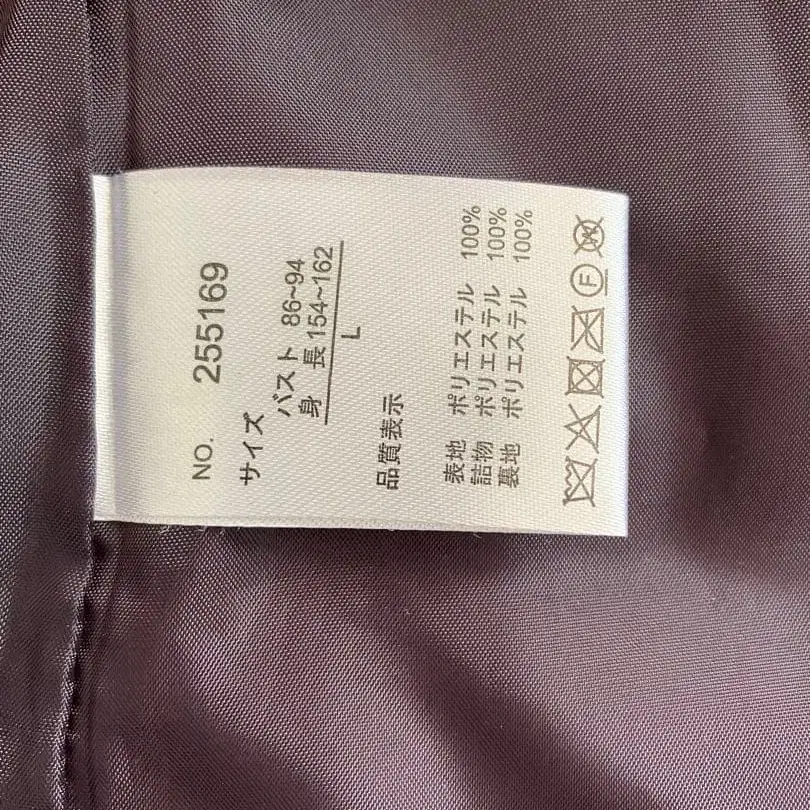 NO. 255169
サイズ
バスト 86~94
身 長 154~162
L
品質表示
表地 ポリエステル 100%
詰物 ポリエステル 100%
裏地 ポリエステル 100%
F W